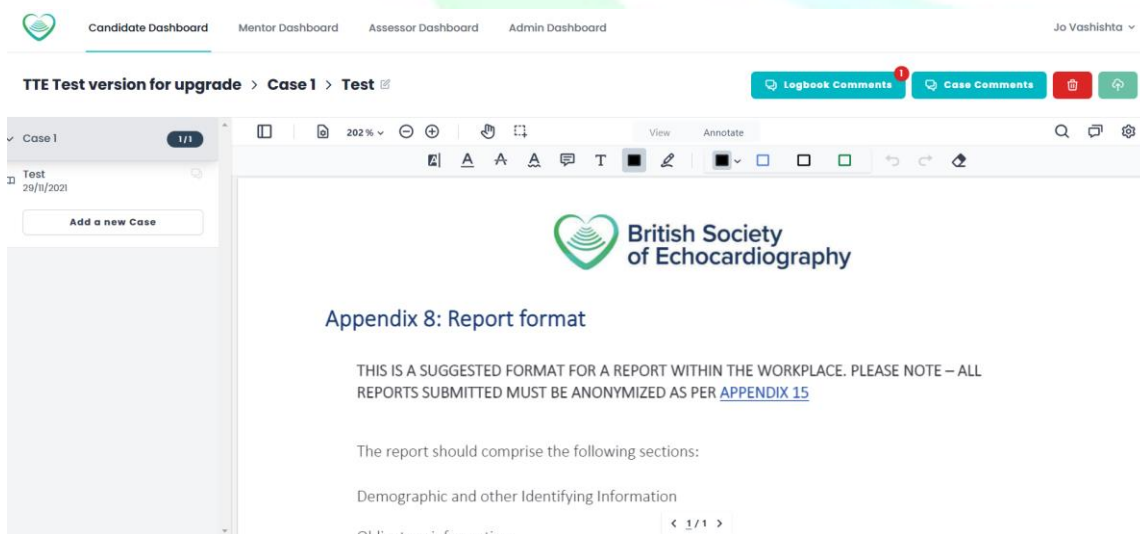 Candidate Dashboard Mentor Dashboard Assessor Dashboard Admin Dashboard Jo Vashishta
TTE Test version for upgrade > Case 1 > Test
1
Logbook Comments Case Comments
Case 1 1/1
202 % View Annotate
A A A A T
Test
29/11/2021
Add a new Case
British Society
of Echocardiography
Appendix 8: Report format
THIS IS A SUGGESTED FORMAT FOR A REPORT WITHIN THE WORKPLACE. PLEASE NOTE – ALL
REPORTS SUBMITTED MUST BE ANONYMIZED AS PER APPENDIX 15
The report should comprise the following sections:
Demographic and other Identifying Information
< 1/1 >